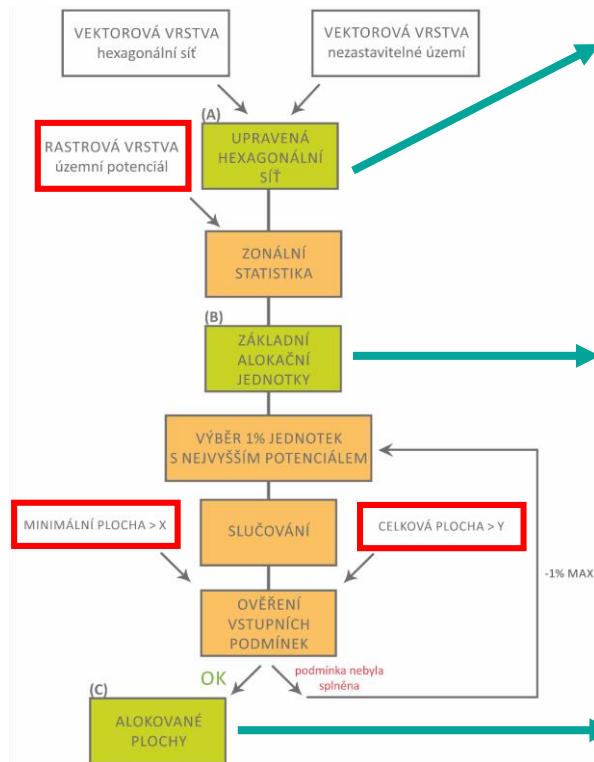 VEKTOROVÁ VRSTVA
hexagonální síť
VEKTOROVÁ VRSTVA
nezastavitelné území
(A)
UPRAVENÁ
HEXAGONÁLNÍ
SÍŤ
RASTROVÁ VRSTVA
územní potenciál
ZONÁLNÍ
STATISTIKA
(B)
ZÁKLADNÍ
ALOKAČNÍ
JEDNOTKY
VÝBĚR 1% JEDNOTEK
S NEJVYŠŠÍM POTENCIÁLEM
MINIMÁLNÍ PLOCHA > X
SLUČOVÁNÍ
CELKOVÁ PLOCHA > Y
-1% MAX
OVĚŘENÍ
VSTUPNÍCH
PODMÍNEK
OK
podmínka nebyla
splněna
(C)
ALOKOVANÉ
PLOCHY